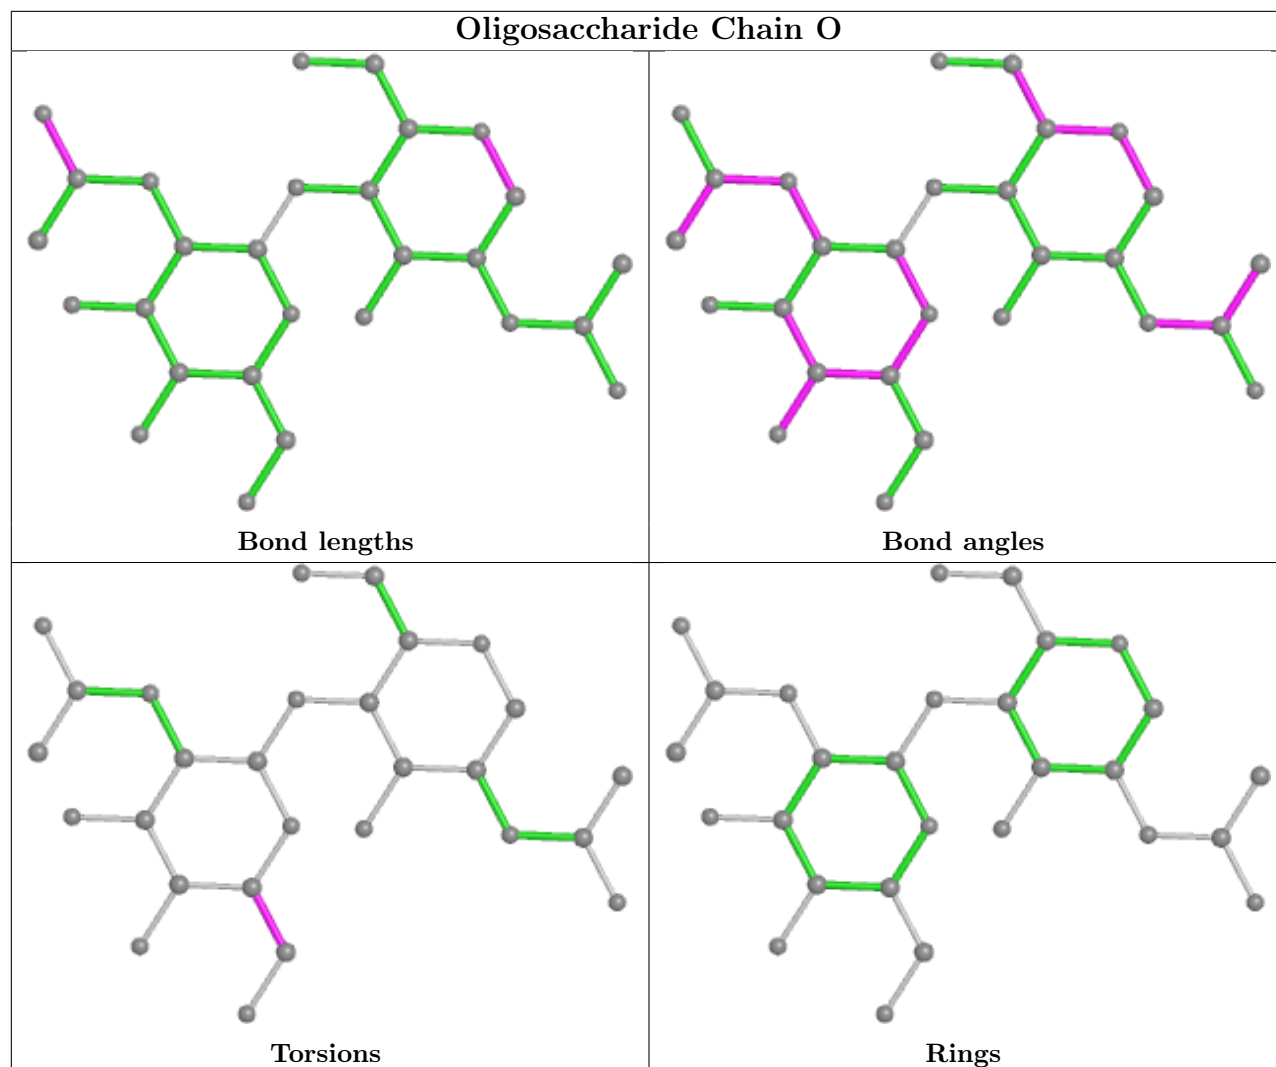 Oligosaccharide Chain O
Bond lengths
Bond angles
Torsions
Rings